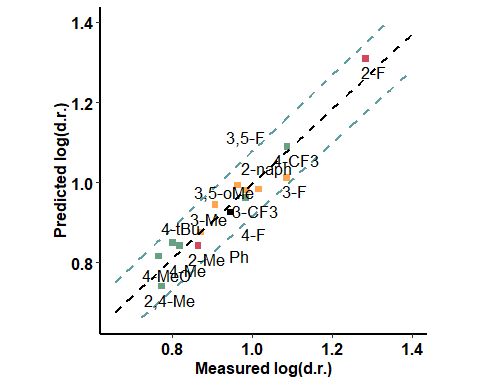 1.4
2-F
1.2
3,5-F
4-CF3
2-naph
1.0
3-F
3,5-oMe
3-CF3
3-Me
4-tBu
4-F
Ph
2-Me
0.8
4-Me
4-MeO
2,4-Me
0.8
1.0
1.2
1.4
Measured log(d.r.)
Predicted log(d.r.)